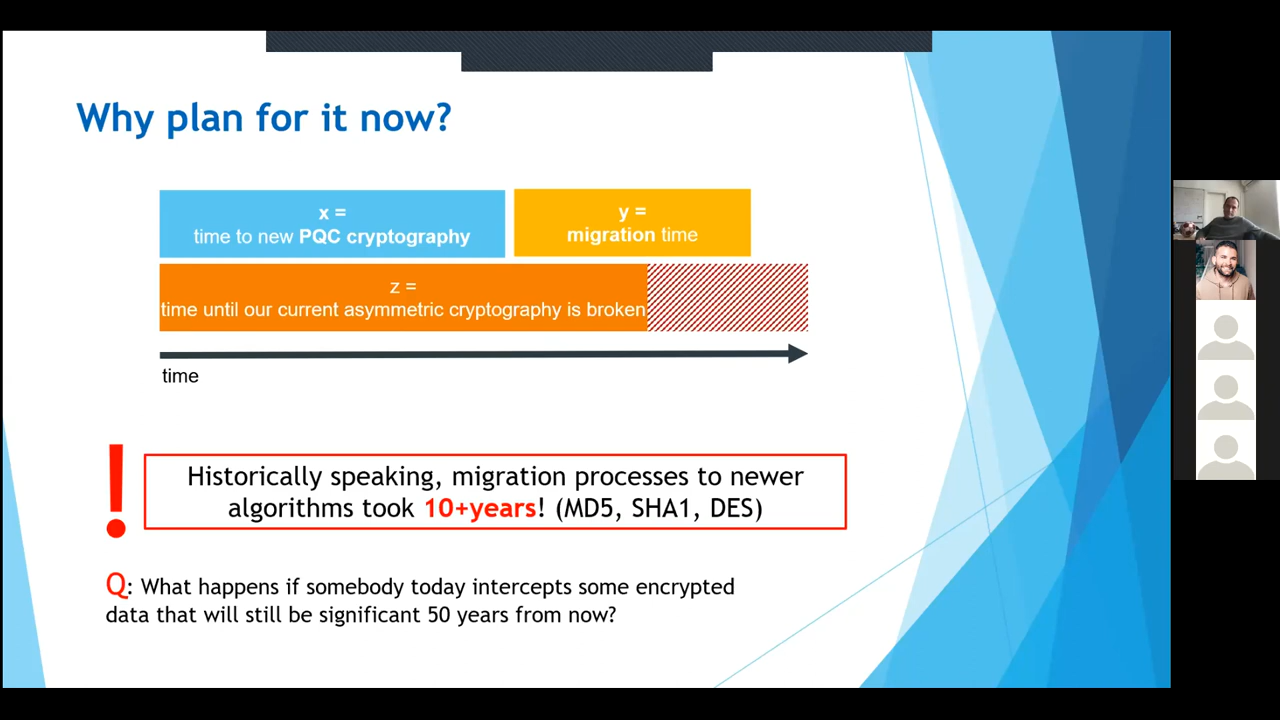 Why plan for it now?
x =
time to new PQC cryptography
y =
migration time
z =
time until our current asymmetric cryptography is broken
time
! Historically speaking, migration processes to newer
algorithms took 10+years! (MD5, SHA1, DES)
Q: What happens if somebody today intercepts some encrypted
data that will still be significant 50 years from now?